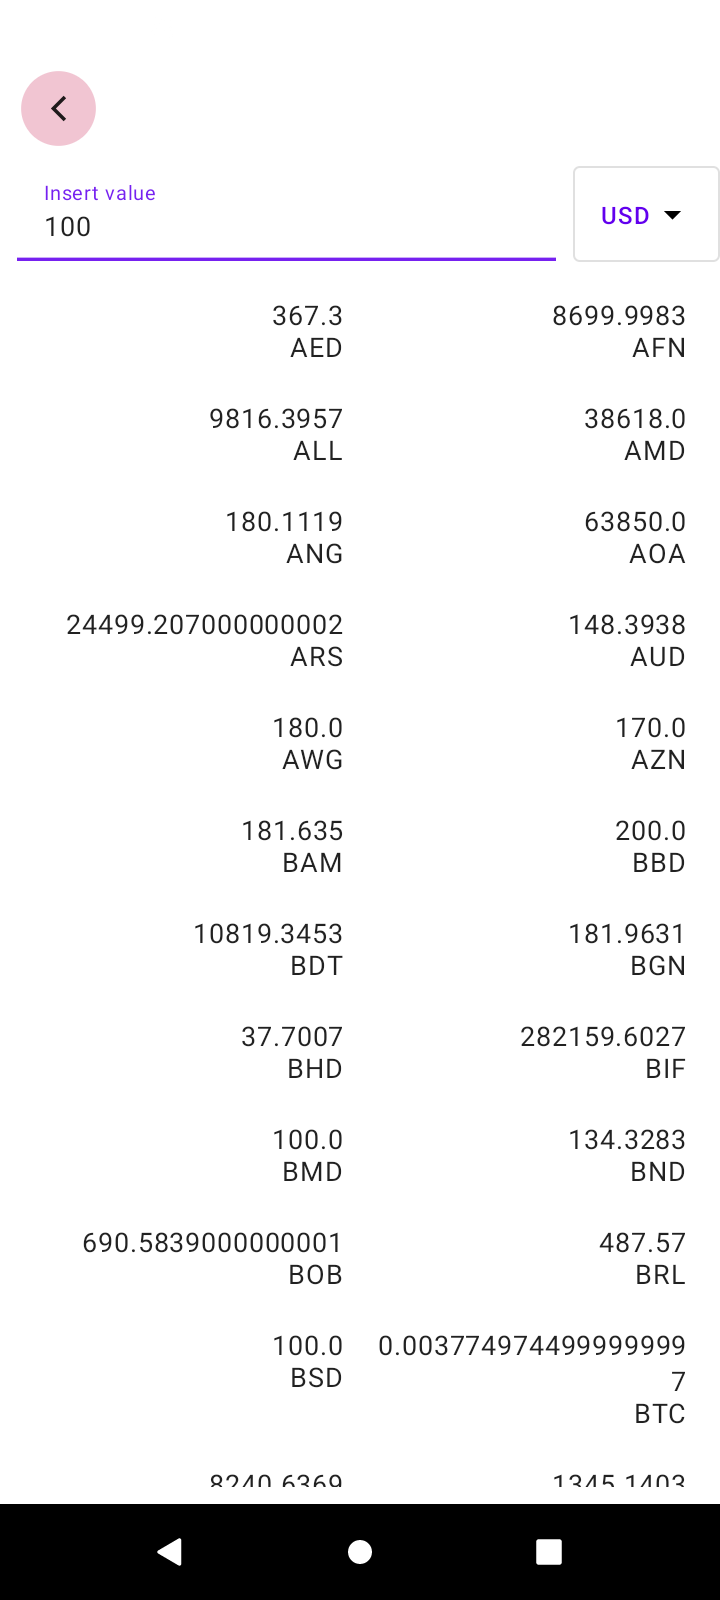 Insert value
100
USD
367.3
AED
8699.9983
AFN
9816.3957
ALL
38618.0
AMD
180.1119
ANG
63850.0
AOA
24499.207000000002
ARS
148.3938
AUD
180.0
AWG
170.0
AZN
181.635
BAM
200.0
BBD
10819.3453
BDT
181.9631
BGN
37.7007
BHD
282159.6027
BIF
100.0
BMD
134.3283
BND
690.5839000000001
BOB
487.57
BRL
100.0
BSD
0.003774974499999999
7
BTC
8240.6369
1345.1403